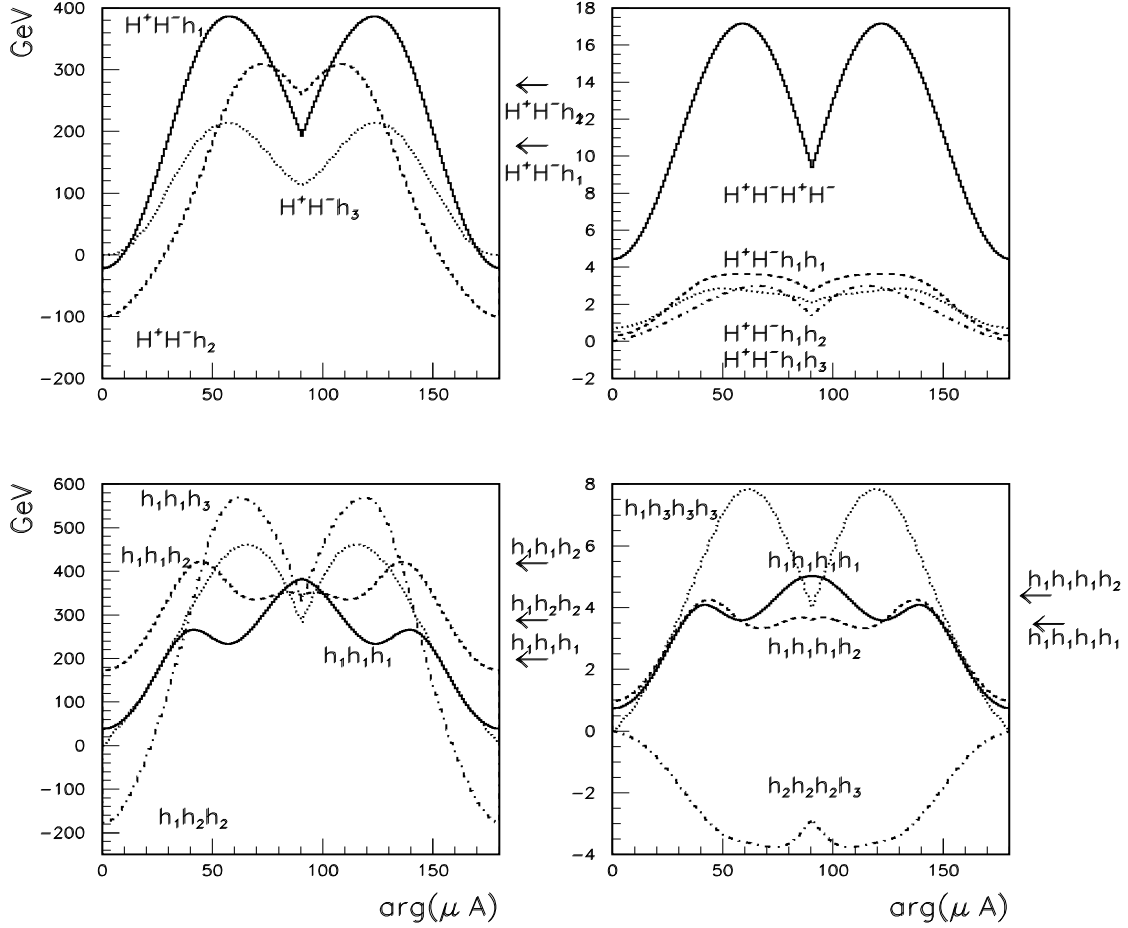 GeV
400
300
200
100
0
−100
−200
0 50 100 150
H⁺H⁻h₁
H⁺H⁻h₃
H⁺H⁻h₂
←
H⁺H⁻h₂
←
H⁺H⁻h₁
18
16
14
12
10
8
6
4
2
0
−2
0 50 100 150
H⁺H⁻H⁺H⁻
H⁺H⁻h₁h₁
H⁺H⁻h₁h₂
H⁺H⁻h₁h₃
GeV
600
500
400
300
200
100
0
−100
−200
0 50 100 150
arg(μ A)
h₁h₁h₃
h₁h₁h₂
h₁h₁h₁
h₁h₂h₂
h₁h₁h₂
←
h₁h₂h₂
←
h₁h₁h₁
←
8
6
4
2
0
−2
−4
0 50 100 150
arg(μ A)
h₁h₃h₃h₃
h₁h₁h₁h₁
h₁h₁h₁h₂
h₂h₂h₂h₃
h₁h₁h₁h₂
←
←
h₁h₁h₁h₁